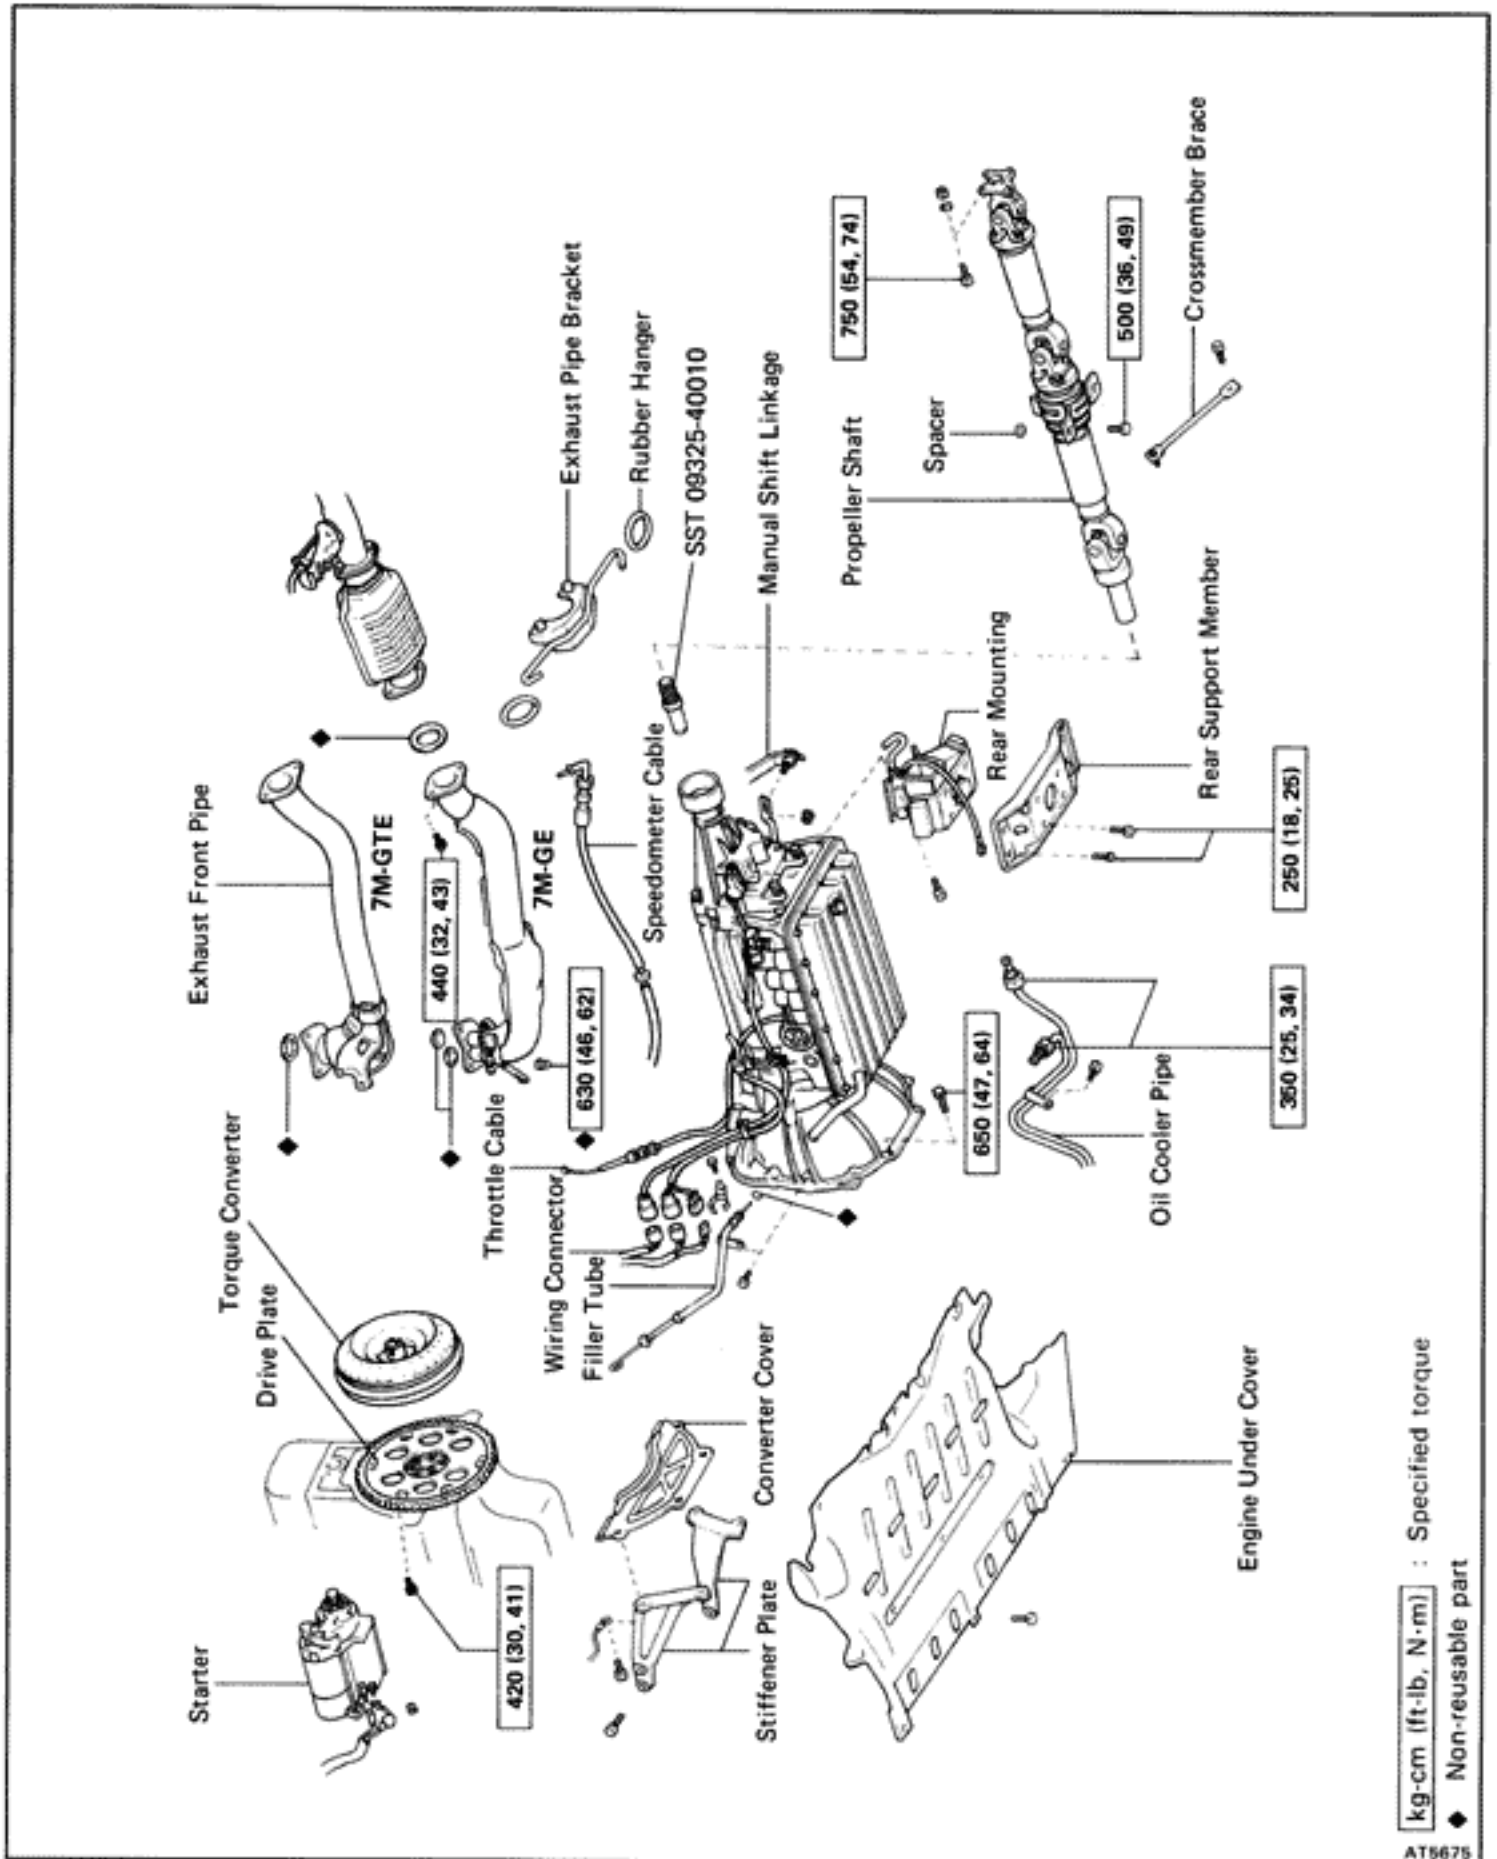 Starter
Torque Converter
Drive Plate
420 (30, 41)
Exhaust Front Pipe
7M-GTE
440 (32, 43)
7M-GE
◆ 630 (46, 62)
Exhaust Pipe Bracket
Rubber Hanger
SST 09325-40010
Speedometer Cable
Manual Shift Linkage
Throttle Cable
Wiring Connector
Filler Tube
Converter Cover
Stiffener Plate
750 (54, 74)
Propeller Shaft
Spacer
500 (36, 49)
Crossmember Brace
Rear Mounting
Rear Support Member
250 (18, 25)
650 (47, 64)
Oil Cooler Pipe
350 (25, 34)
Engine Under Cover
kg-cm (ft-lb, N·m) : Specified torque
◆ Non-reusable part
AT5675